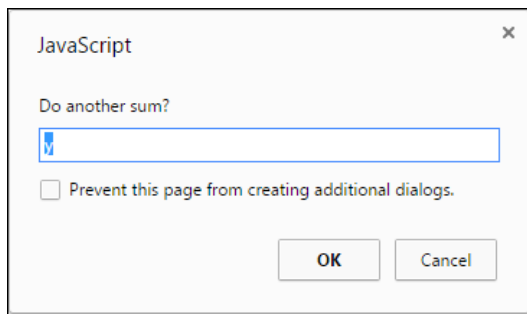 JavaScript
Do another sum?
y
Prevent this page from creating additional dialogs.
OK Cancel